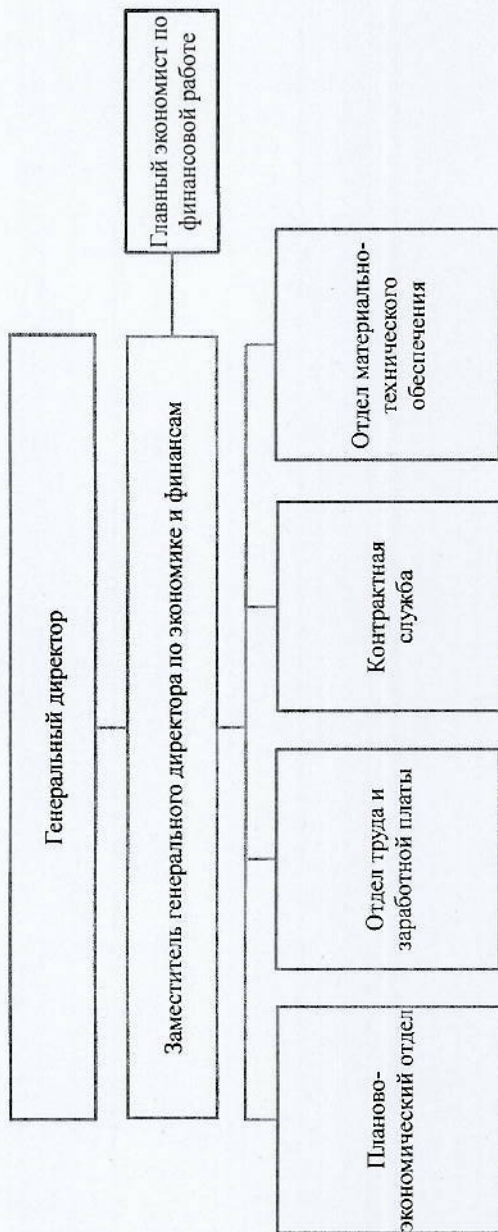 Генеральный директор
Заместитель генерального директора по экономике и финансам
Главный экономист по
финансовой работе
Планово-
экономический отдел
Отдел труда и
заработной платы
Контрактная
служба
Отдел материально-
технического
обеспечения